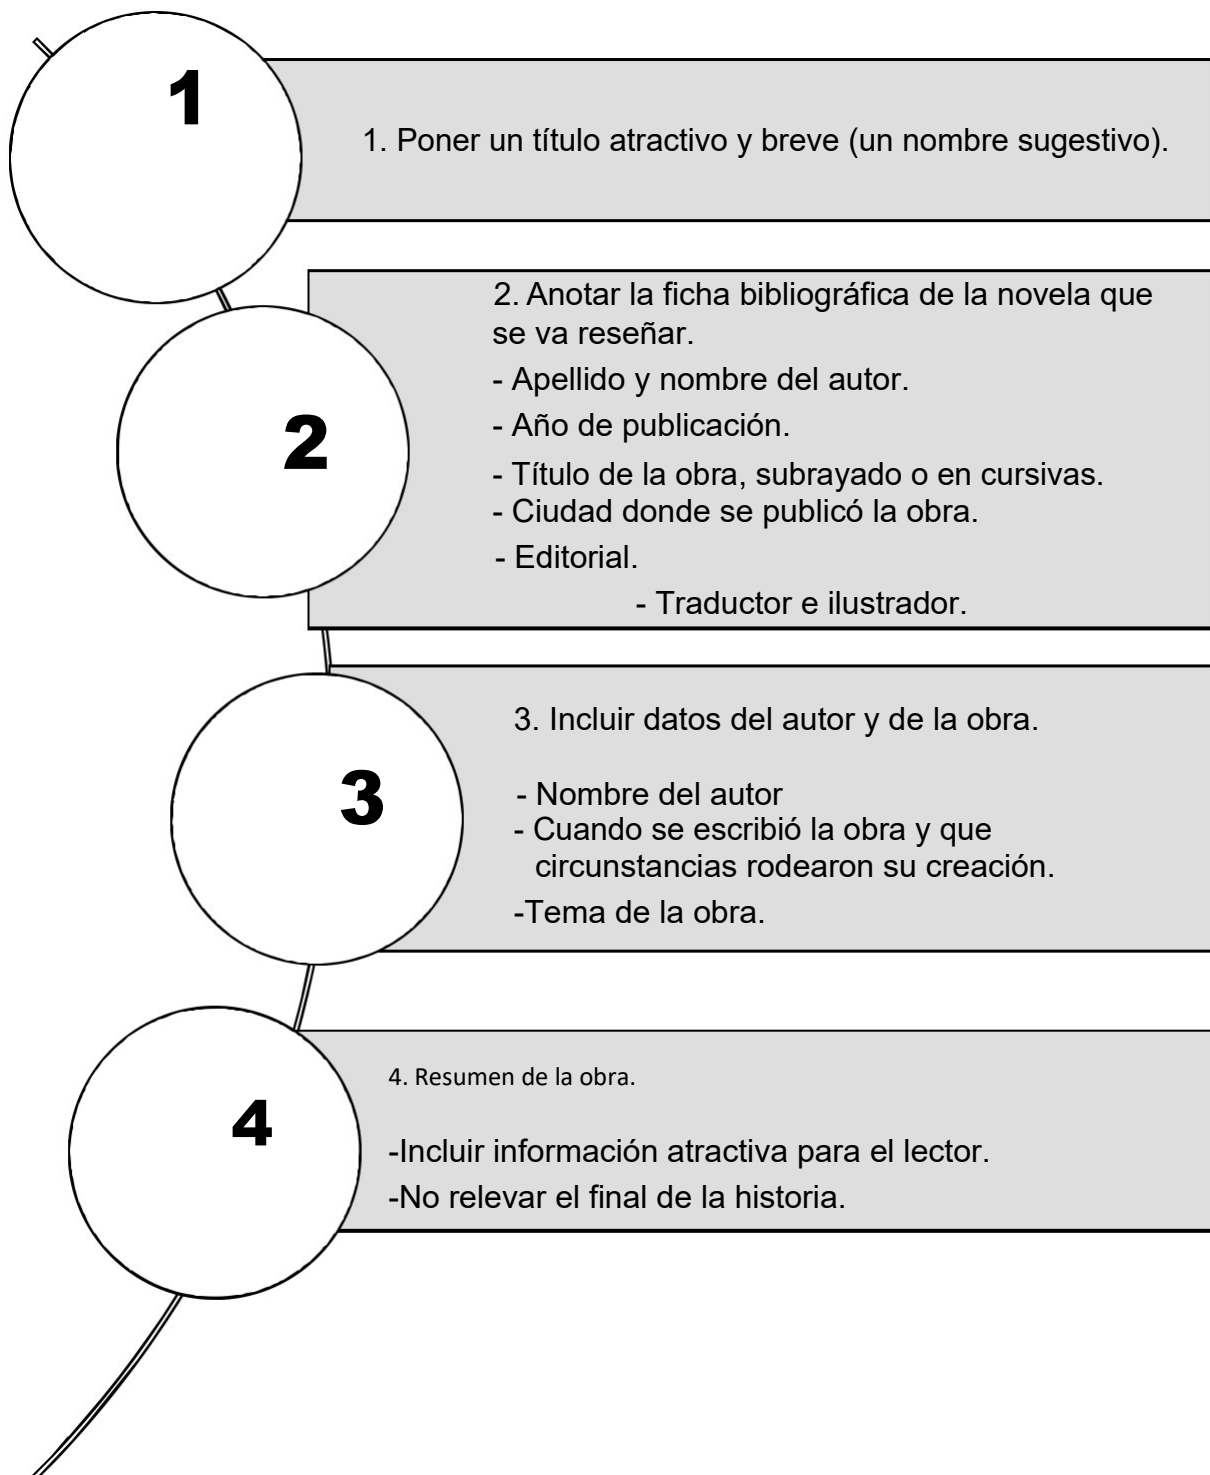 1
1. Poner un título atractivo y breve (un nombre sugestivo).
2
2. Anotar la ficha bibliográfica de la novela que
se va reseñar.
- Apellido y nombre del autor.
- Año de publicación.
- Título de la obra, subrayado o en cursivas.
- Ciudad donde se publicó la obra.
- Editorial.
- Traductor e ilustrador.
3
3. Incluir datos del autor y de la obra.
- Nombre del autor
- Cuando se escribió la obra y que
circunstancias rodearon su creación.
-Tema de la obra.
4
4. Resumen de la obra.
-Incluir información atractiva para el lector.
-No relevar el final de la historia.